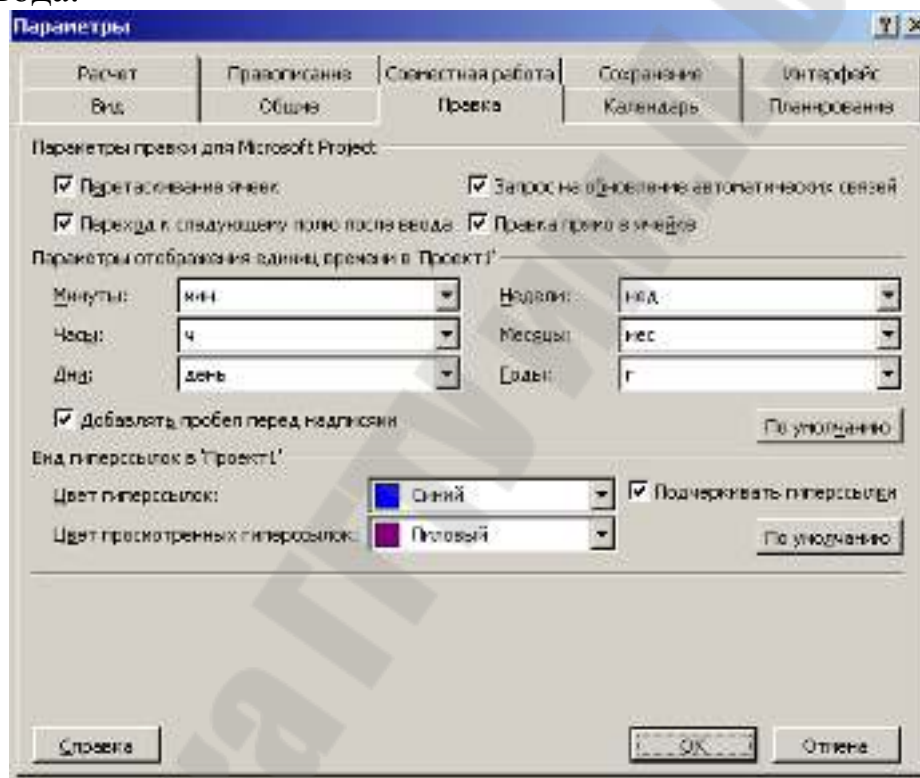 Параметры
Расчет Правописание Совместная работа Сохранение Интерфейс
Вид Общие Правка Календарь Планирование
Параметры правки для Microsoft Project
Перетаскивание ячеек Запрос на обновление автоматических связей
Переход к следующему полю после ввода Правка прямо в ячейке
Параметры отображения единиц времени в 'Проект1'
Минуты: мин Недели: нед
Часы: ч Месяцы: мес
Дни: день Годы: г
Добавлять пробел перед надписями
По умолчанию
Вид гиперссылок в 'Проект1'
Цвет гиперссылок: Синий Подчеркивать гиперссылки
Цвет просмотренных гиперссылок: Лиловый По умолчанию
Справка ОК Отмена